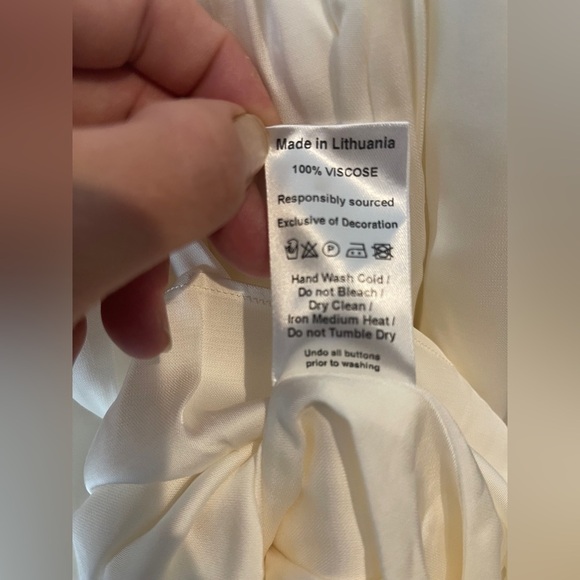 Made in Lithuania
100% VISCOSE
Responsibly sourced
Exclusive of Decoration
P
Hand Wash Cold /
Do not Bleach /
Dry Clean /
Iron Medium Heat /
Do not Tumble Dry
Undo all buttons
prior to washing